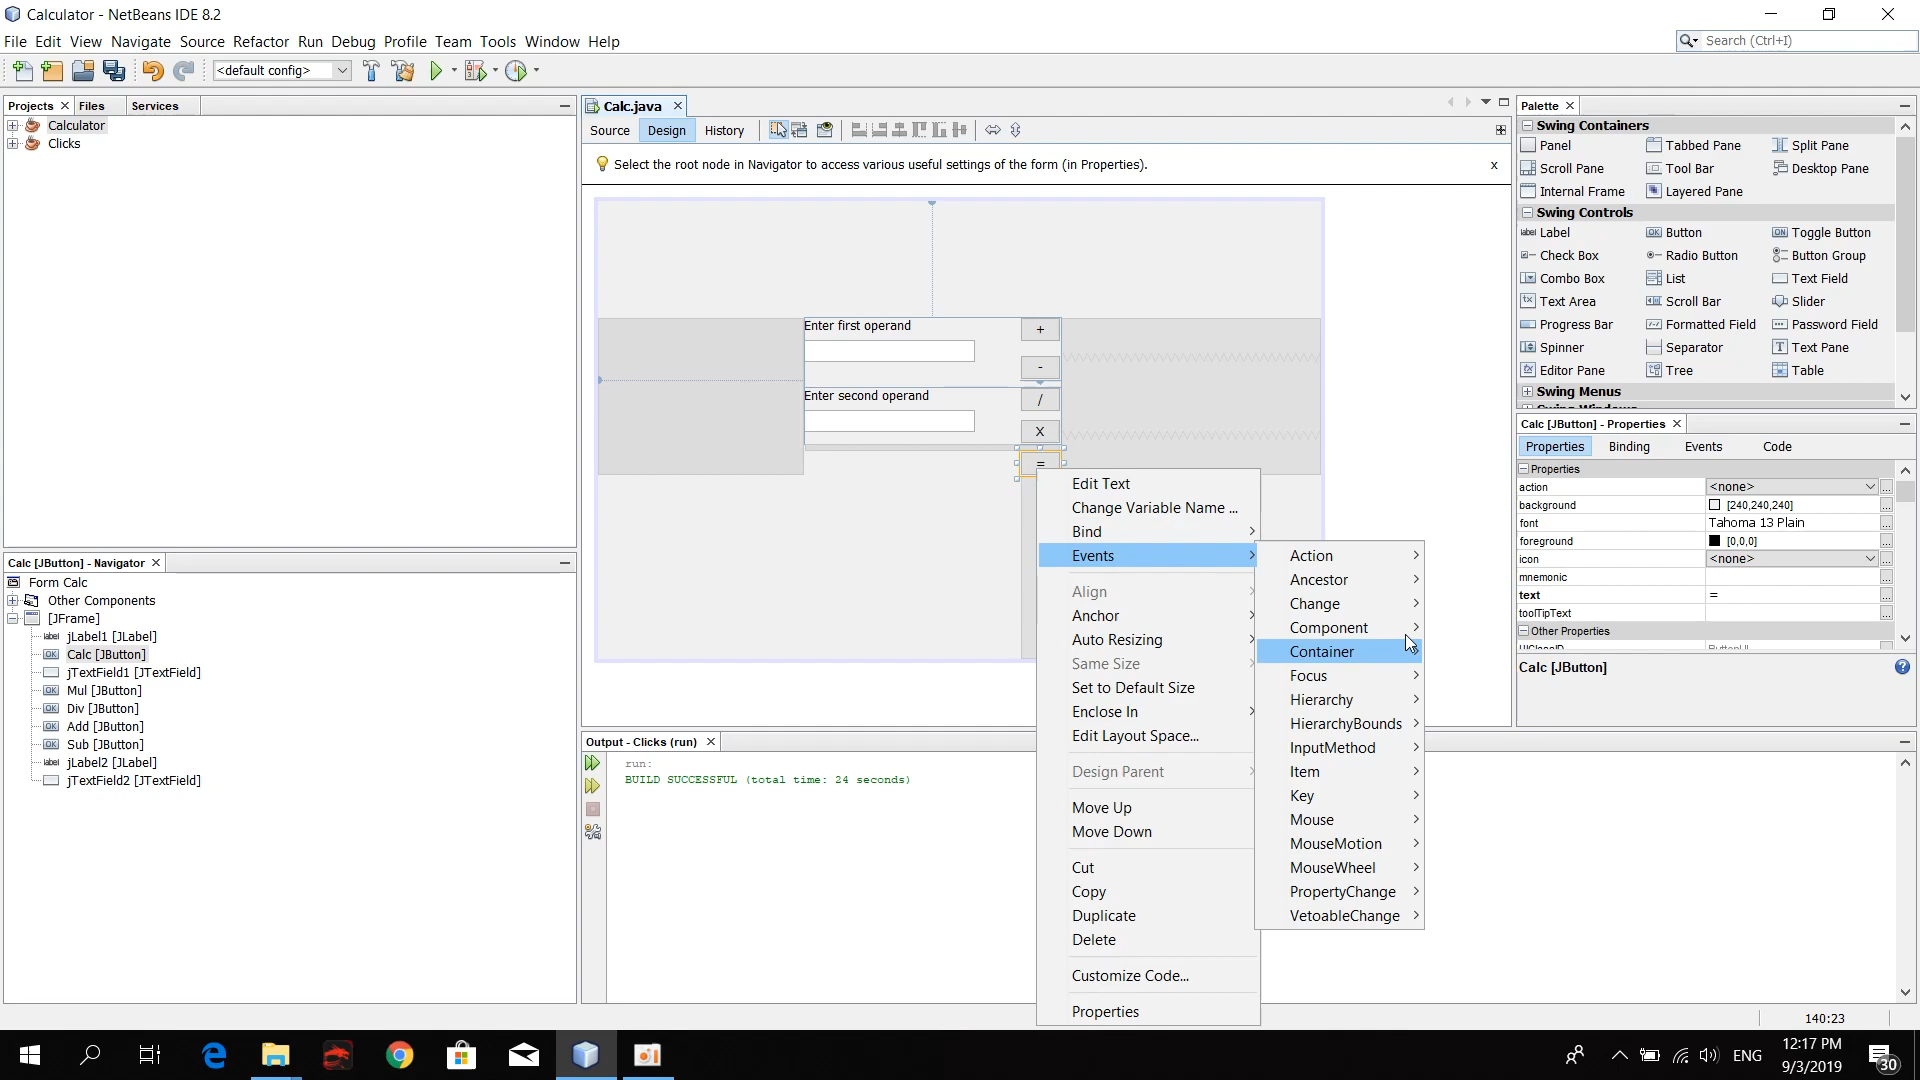 Calculator - NetBeans IDE 8.2
File Edit View Navigate Source Refactor Run Debug Profile Team Tools Window Help
Search (Ctrl+I)
<default config>
Projects Files Services
Calculator
Clicks
Calc.java
Source Design History
Select the root node in Navigator to access various useful settings of the form (in Properties).
x
Enter first operand
+
-
Enter second operand
/
X
=
Edit Text
Change Variable Name ...
Bind
Events
Align
Anchor
Auto Resizing
Same Size
Set to Default Size
Enclose In
Edit Layout Space...
Design Parent
Move Up
Move Down
Cut
Copy
Duplicate
Delete
Customize Code...
Properties
Action
Ancestor
Change
Component
Container
Focus
Hierarchy
HierarchyBounds
InputMethod
Item
Key
Mouse
MouseMotion
MouseWheel
PropertyChange
VetoableChange
Palette
Swing Containers
Panel Tabbed Pane Split Pane
Scroll Pane Tool Bar Desktop Pane
Internal Frame Layered Pane
Swing Controls
label Label OK Button ON Toggle Button
Check Box Radio Button Button Group
Combo Box List Text Field
Text Area Scroll Bar Slider
Progress Bar Formatted Field Password Field
Spinner Separator Text Pane
Editor Pane Tree Table
Swing Menus
Calc [JButton] - Properties
Properties Binding Events Code
Properties
action <none>
background [240,240,240]
font Tahoma 13 Plain
foreground [0,0,0]
icon <none>
mnemonic
text =
toolTipText
Other Properties
Calc [JButton]
Calc [JButton] - Navigator
Form Calc
Other Components
[JFrame]
label jLabel1 [JLabel]
OK Calc [JButton]
jTextField1 [JTextField]
OK Mul [JButton]
OK Div [JButton]
OK Add [JButton]
OK Sub [JButton]
label jLabel2 [JLabel]
jTextField2 [JTextField]
Output - Clicks (run)
run:
BUILD SUCCESSFUL (total time: 24 seconds)
140:23
ENG
12:17 PM
9/3/2019
30